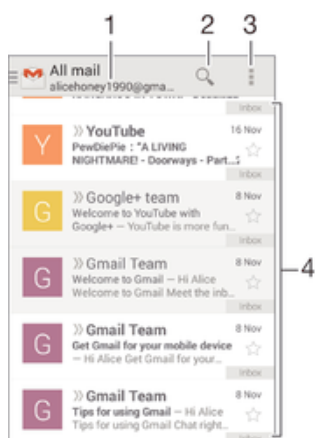 1 2 3
All mail
alicehoney1990@gma...
Inbox
Y
YouTube
16 Nov
PewDiePie : "A LIVING
NIGHTMARE! - Doorways - Part...
Inbox
G
Google+ team
8 Nov
Welcome to YouTube with
Google+ — YouTube is more fun...
Inbox
G
Gmail Team
8 Nov
Welcome to Gmail — Hi Alice
Welcome to Gmail Meet the inb...
Inbox
4
G
Gmail Team
8 Nov
Get Gmail for your mobile device
— Hi Alice Get Gmail for your...
Inbox
G
Gmail Team
8 Nov
Tips for using Gmail — Hi Alice
Tips for using Gmail Chat right...
Inbox